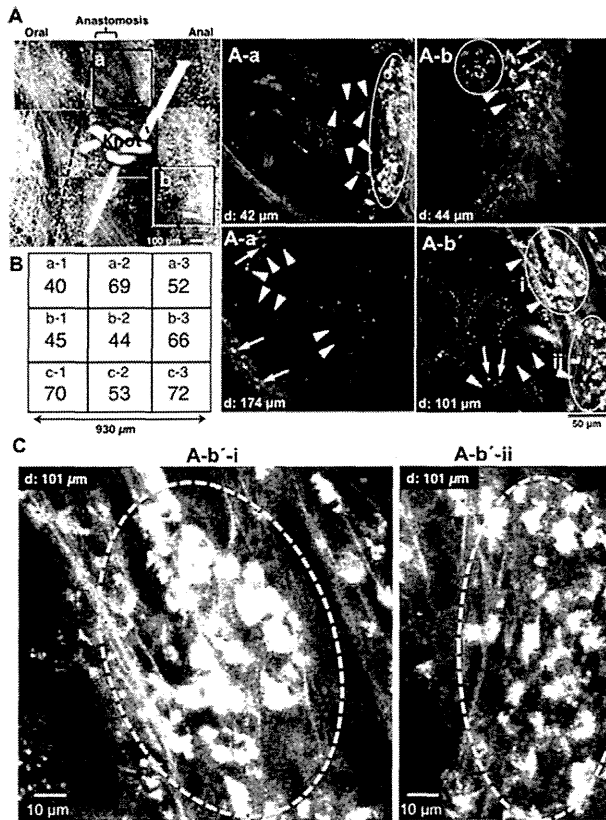 A
Oral
Anastomosis
Anal
a
Knot
b
100 µm
A-a
d: 42 µm
A-b
d: 44 µm
A-a´
d: 174 µm
A-b´
i
ii
d: 101 µm
50 µm
B
a-1 a-2 a-3
40 69 52
b-1 b-2 b-3
45 44 66
c-1 c-2 c-3
70 53 72
930 µm
C
A-b´-i
d: 101 µm
10 µm
A-b´-ii
d: 101 µm
10 µm